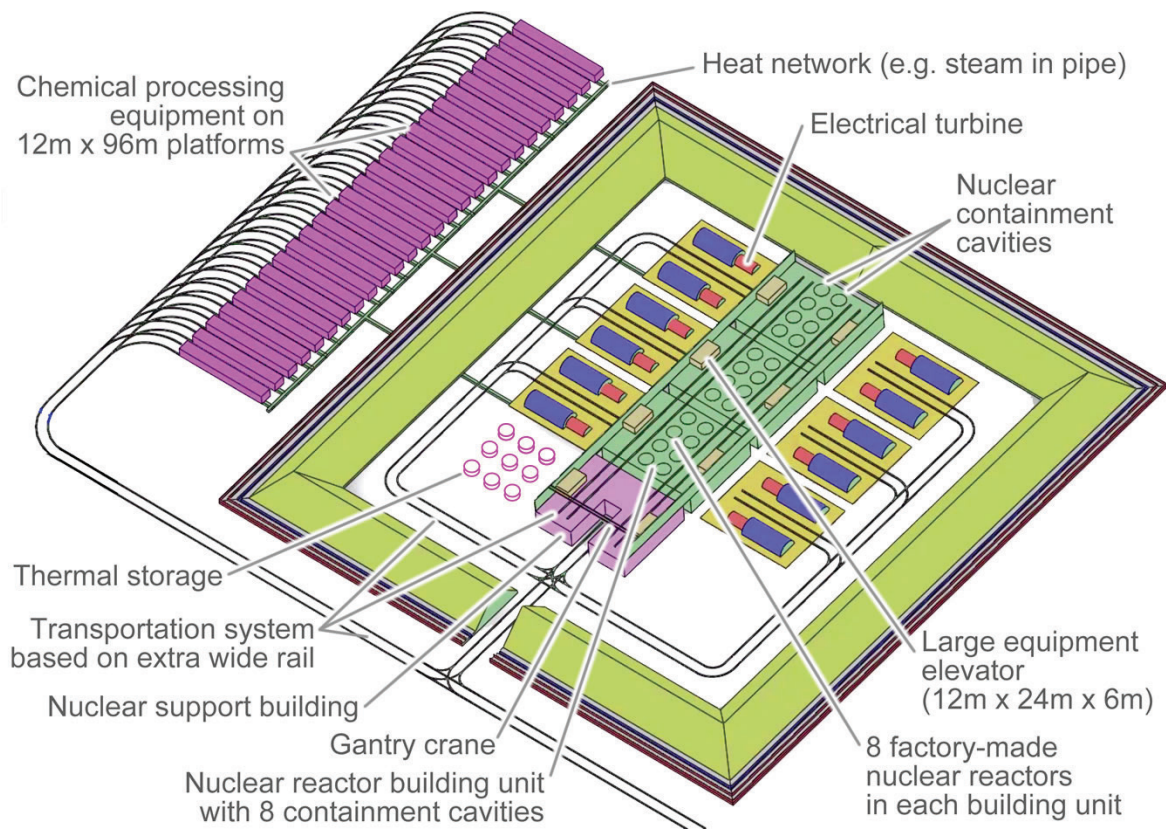 Heat network (e.g. steam in pipe)
Chemical processing
equipment on
12m x 96m platforms
Electrical turbine
Nuclear
containment
cavities
Thermal storage
Transportation system
based on extra wide rail
Nuclear support building
Gantry crane
Nuclear reactor building unit
with 8 containment cavities
Large equipment
elevator
(12m x 24m x 6m)
8 factory-made
nuclear reactors
in each building unit